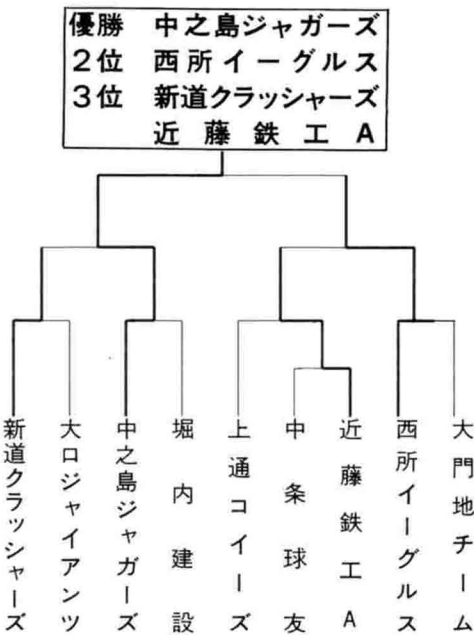 優勝 中之島ジャガーズ
2位 西所イーグルス
3位 新道クラッシャーズ
近藤鉄工A
新道クラッシャーズ
大口ジャイアンツ
中之島ジャガーズ
堀内建設
上通コイーズ
中条球友
近藤鉄工A
西所イーグルス
大門地チーム